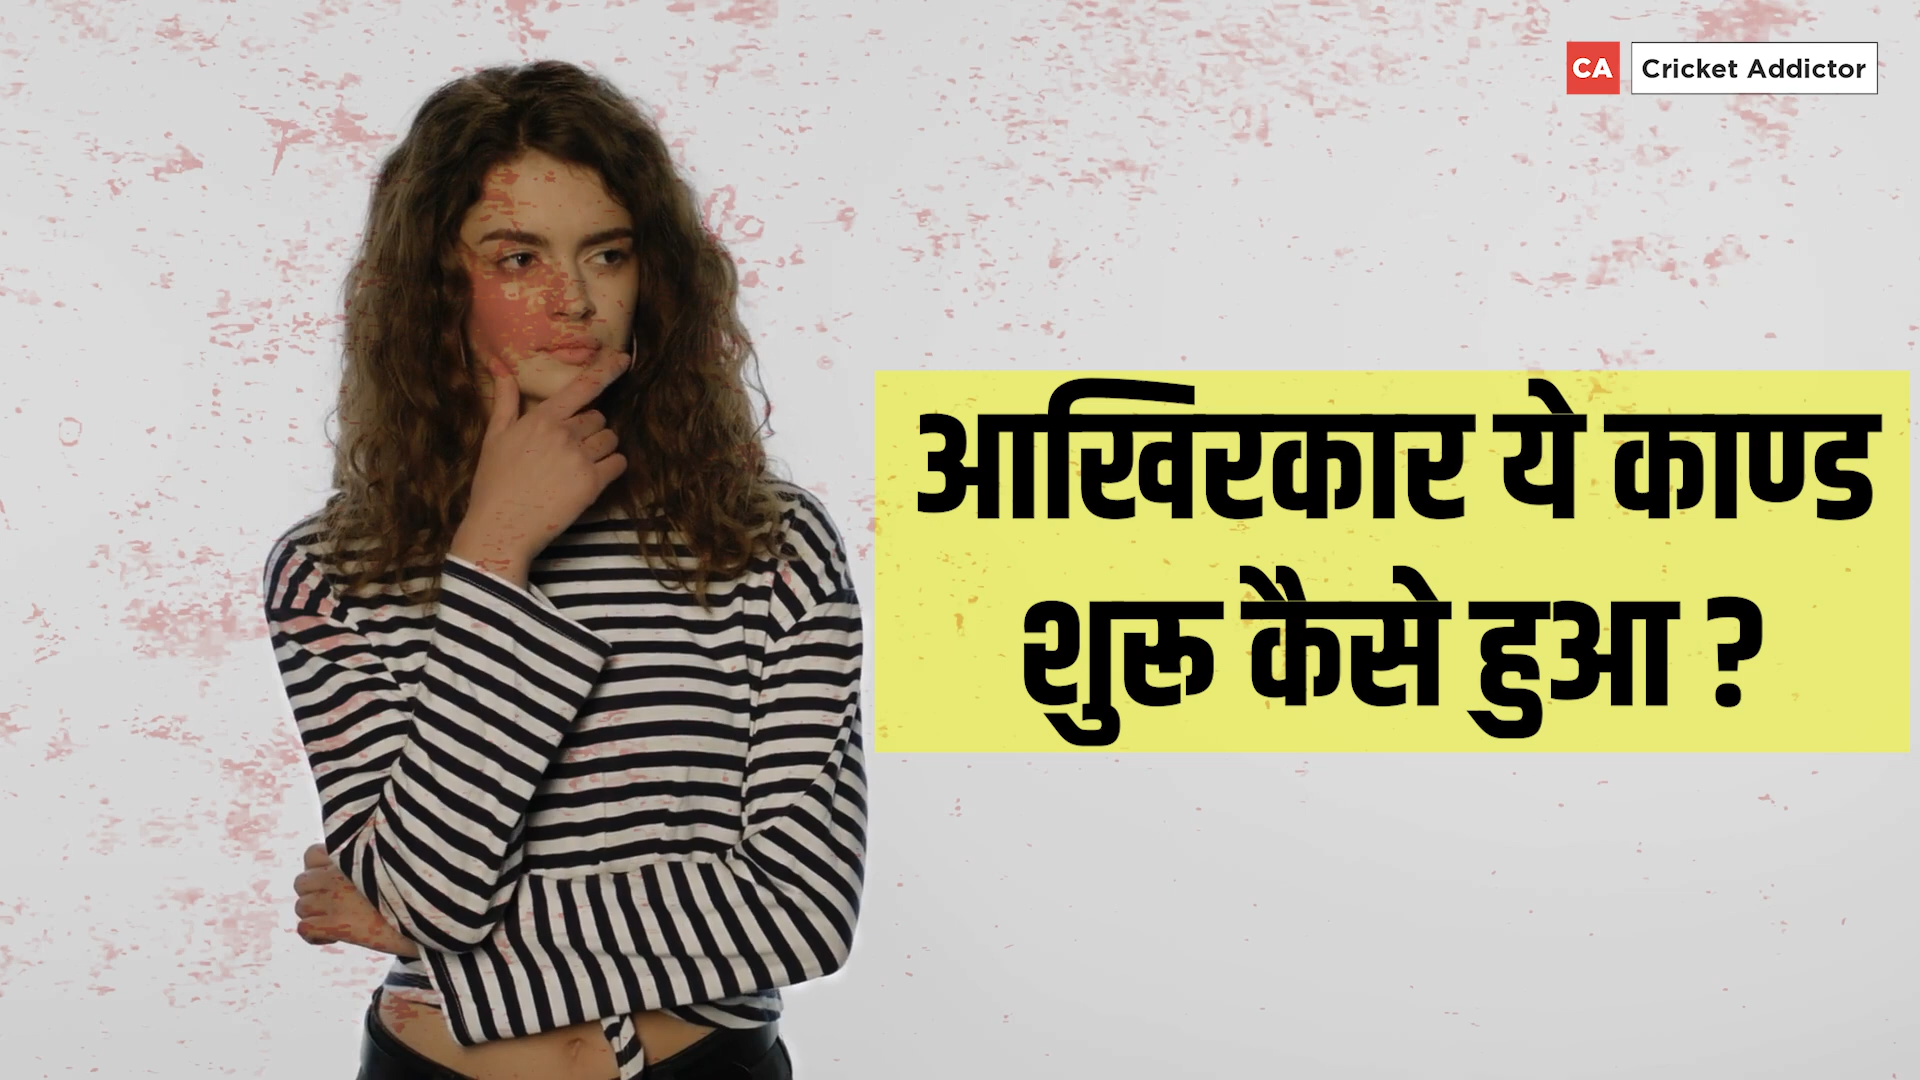 CA Cricket Addictor
आखिरकार ये काण्ड
शुरू कैसे हुआ ?